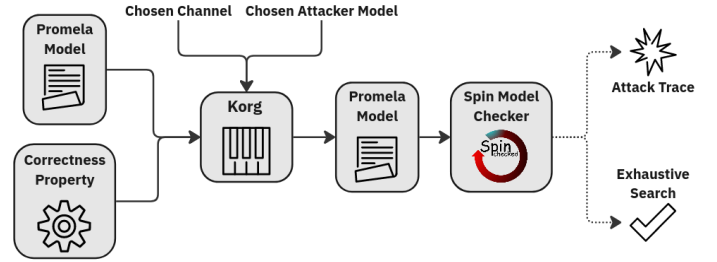 Chosen Channel Chosen Attacker Model
Promela
Model
Correctness
Property
Korg
Promela
Model
Spin Model
Checker
Spin
checked
Attack Trace
Exhaustive
Search